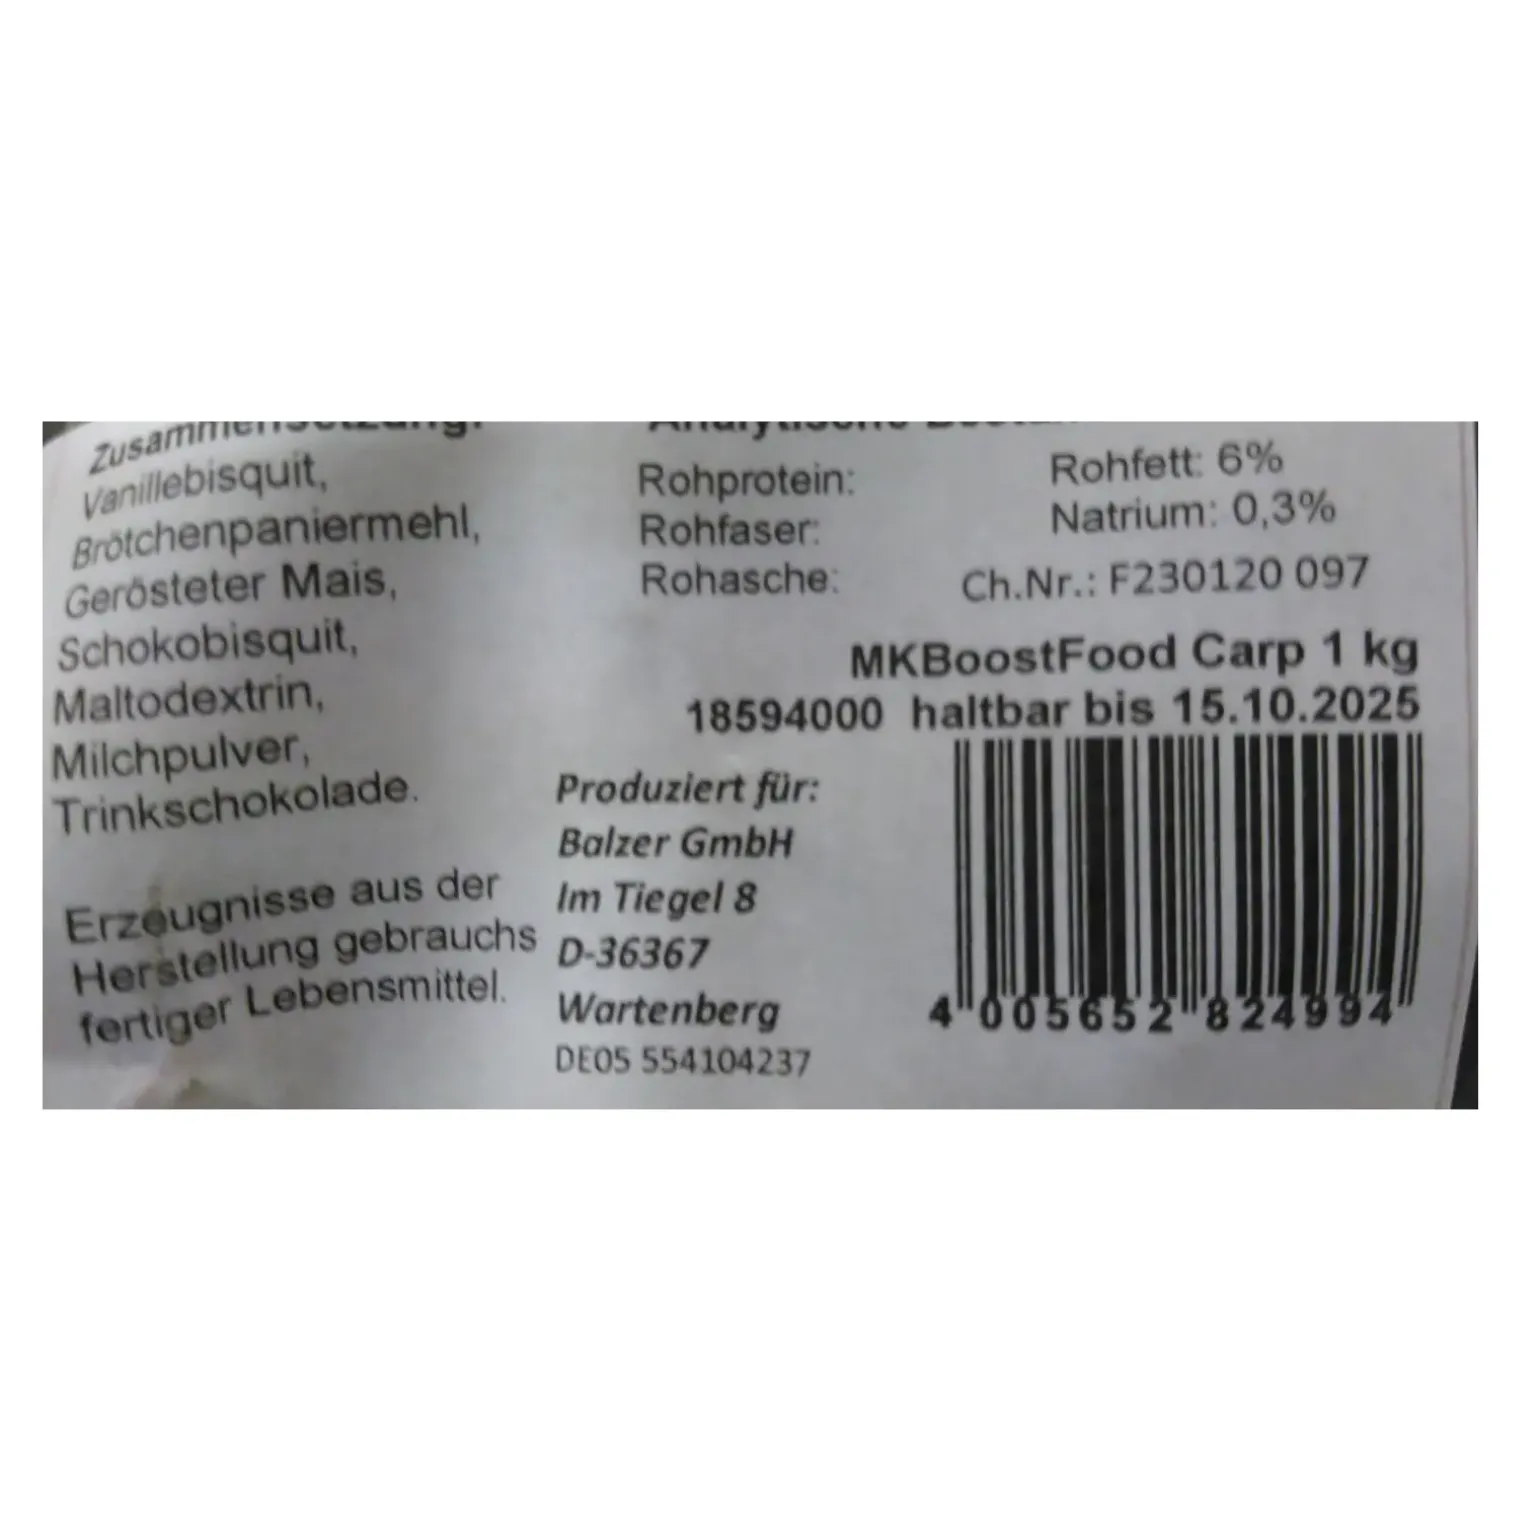 Zusammensetzung:
Vanillebisquit,
Brötchenpaniermehl,
Gerösteter Mais,
Schokobisquit,
Maltodextrin,
Milchpulver,
Trinkschokolade.
Erzeugnisse aus der
Herstellung gebrauchs
fertiger Lebensmittel.
Analytische
Rohprotein:
Rohfaser:
Rohasche:
Rohfett: 6%
Natrium: 0,3%
Ch.Nr.: F230120 097
MKBoostFood Carp 1 kg
18594000 haltbar bis 15.10.2025
Produziert für:
Balzer GmbH
Im Tiegel 8
D-36367
Wartenberg
DE05 554104237
4 005652 824994